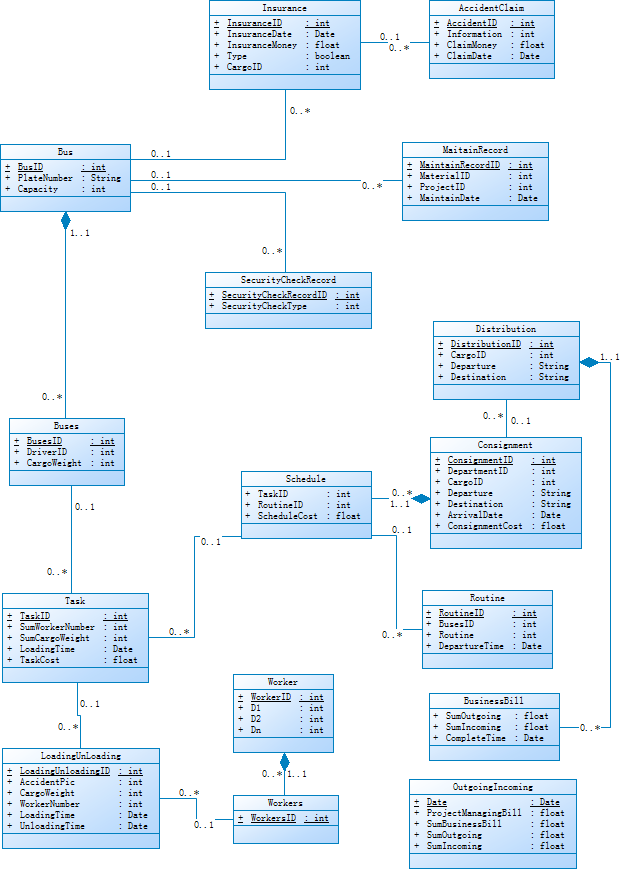 Insurance
+ InsuranceID : int
+ InsuranceDate : Date
+ InsuranceMoney : float
+ Type : boolean
+ CargoID : int
AccidentClaim
+ AccidentID : int
+ Information : int
+ ClaimMoney : float
+ ClaimDate : Date
0..1
0..*
0..*
Bus
+ BusID : int
+ PlateNumber : String
+ Capacity : int
0..1
0..1
0..1
MaitainRecord
+ MaintainRecordID : int
+ MaterialID : int
+ ProjectID : int
+ MaintainDate : Date
0..*
1..1
0..*
SecurityCheckRecord
+ SecurityCheckRecordID : int
+ SecurityCheckType : int
Distribution
+ DistributionID : int
+ CargoID : int
+ Departure : String
+ Destination : String
1..1
0..*
0..*
0..1
Buses
+ BusesID : int
+ DriverID : int
+ CargoWeight : int
Consignment
+ ConsignmentID : int
+ DepartmentID : int
+ CargoID : int
+ Departure : String
+ Destination : String
+ ArrivalDate : Date
+ ConsignmentCost : float
Schedule
+ TaskID : int
+ RoutineID : int
+ ScheduleCost : float
0..*
1..1
0..1
0..1
0..1
0..*
Task
+ TaskID : int
+ SumWorkerNumber : int
+ SumCargoWeight : int
+ LoadingTime : Date
+ TaskCost : float
0..*
Routine
+ RoutineID : int
+ BusesID : int
+ Routine : int
+ DepartureTime : Date
0..*
0..1
0..*
Worker
+ WorkerID : int
+ D1 : int
+ D2 : int
+ Dn : int
BusinessBill
+ SumOutgoing : float
+ SumIncoming : float
+ CompleteTime : Date
0..*
LoadingUnLoading
+ LoadingUnloadingID : int
+ AccidentPic : int
+ CargoWeight : int
+ WorkerNumber : int
+ LoadingTime : Date
+ UnloadingTime : Date
0..*
0..1
0..*
1..1
Workers
+ WorkersID : int
OutgoingIncoming
+ Date : Date
+ ProjectManagingBill : float
+ SumBusinessBill : float
+ SumOutgoing : float
+ SumIncoming : float